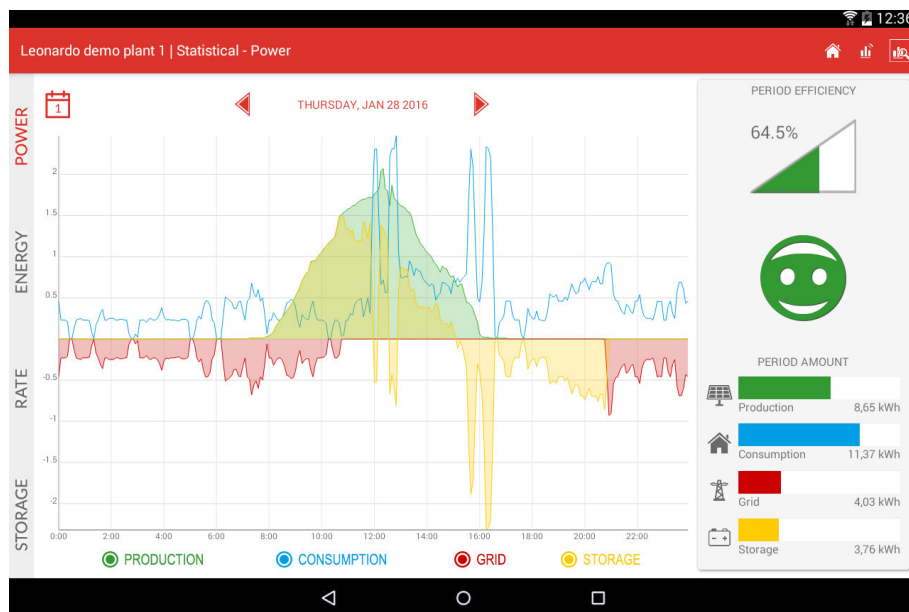 12:36
Leonardo demo plant 1 | Statistical - Power
POWER
ENERGY
RATE
STORAGE
1
THURSDAY, JAN 28 2016
2
1.5
1
0.5
-0.5
-1
-1.5
-2
0:00 2:00 4:00 6:00 8:00 10:00 12:00 14:00 16:00 18:00 20:00 22:00
PRODUCTION CONSUMPTION GRID STORAGE
PERIOD EFFICIENCY
64.5%
PERIOD AMOUNT
Production 8,65 kWh
Consumption 11,37 kWh
Grid 4,03 kWh
Storage 3,76 kWh